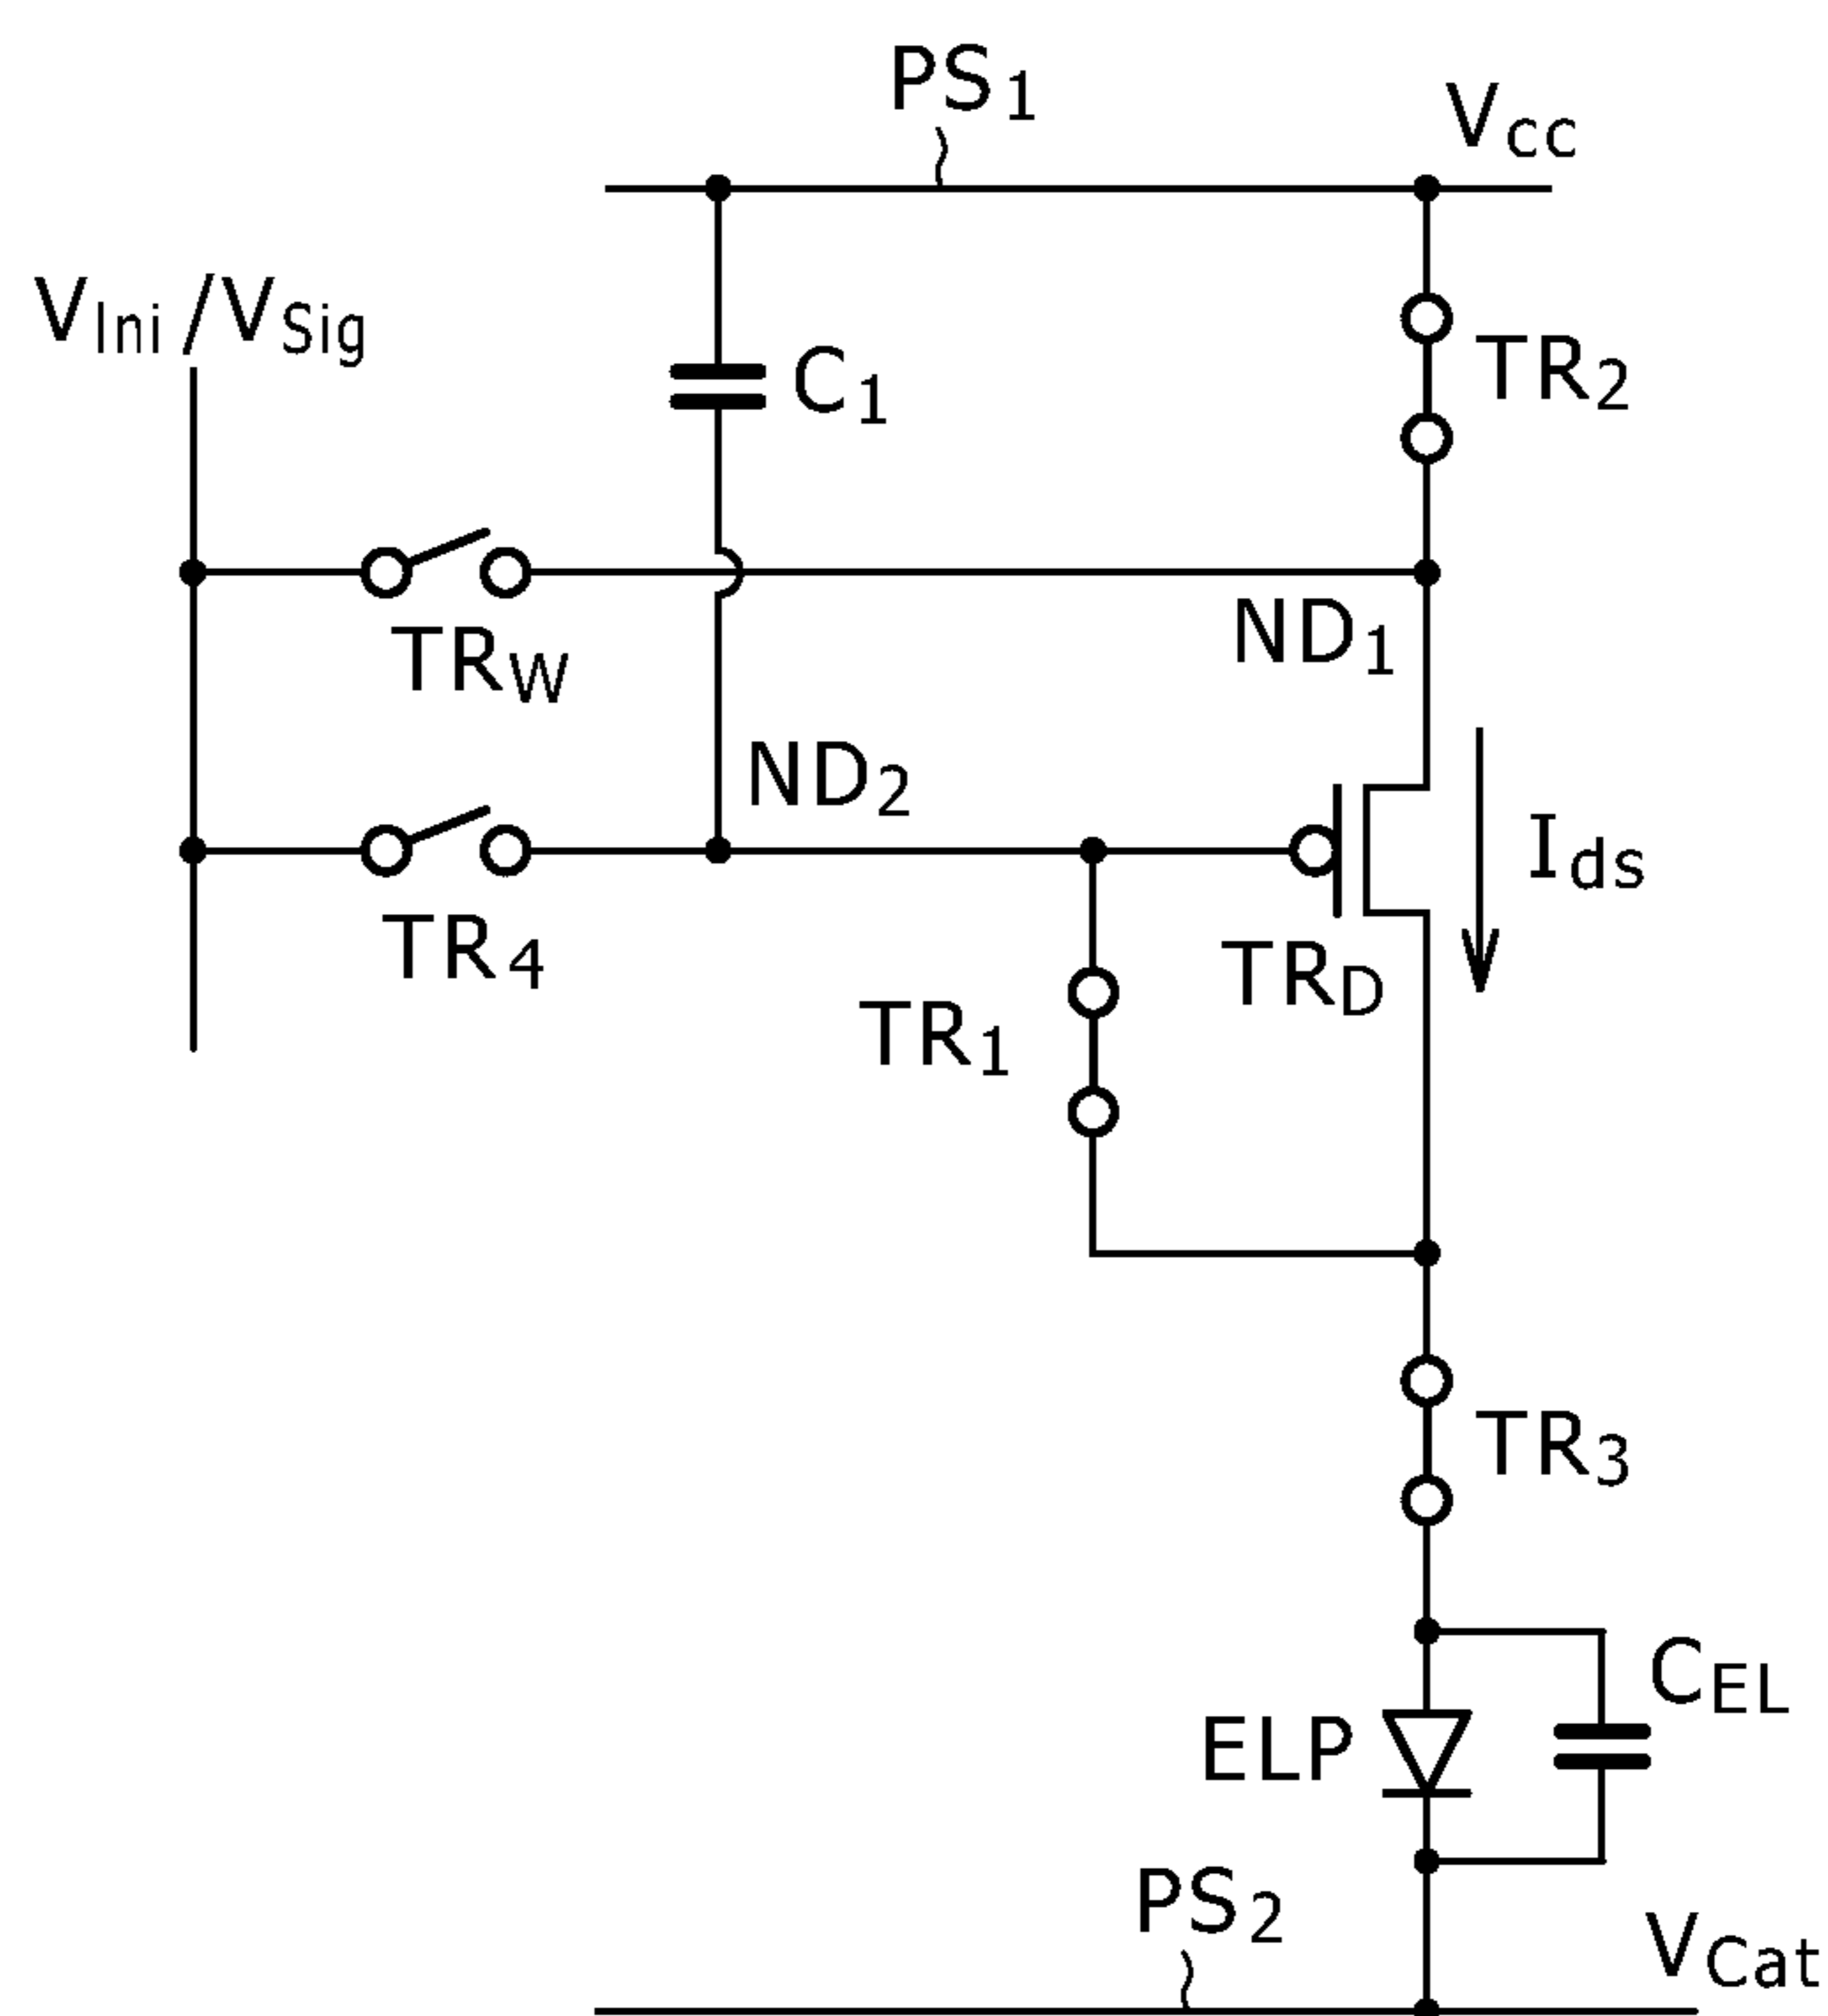 PS1
Vcc
VIni/VSig
C1
TR2
TRW
ND1
ND2
Ids
TR4
TRD
TR1
TR3
CEL
ELP
PS2
VCat